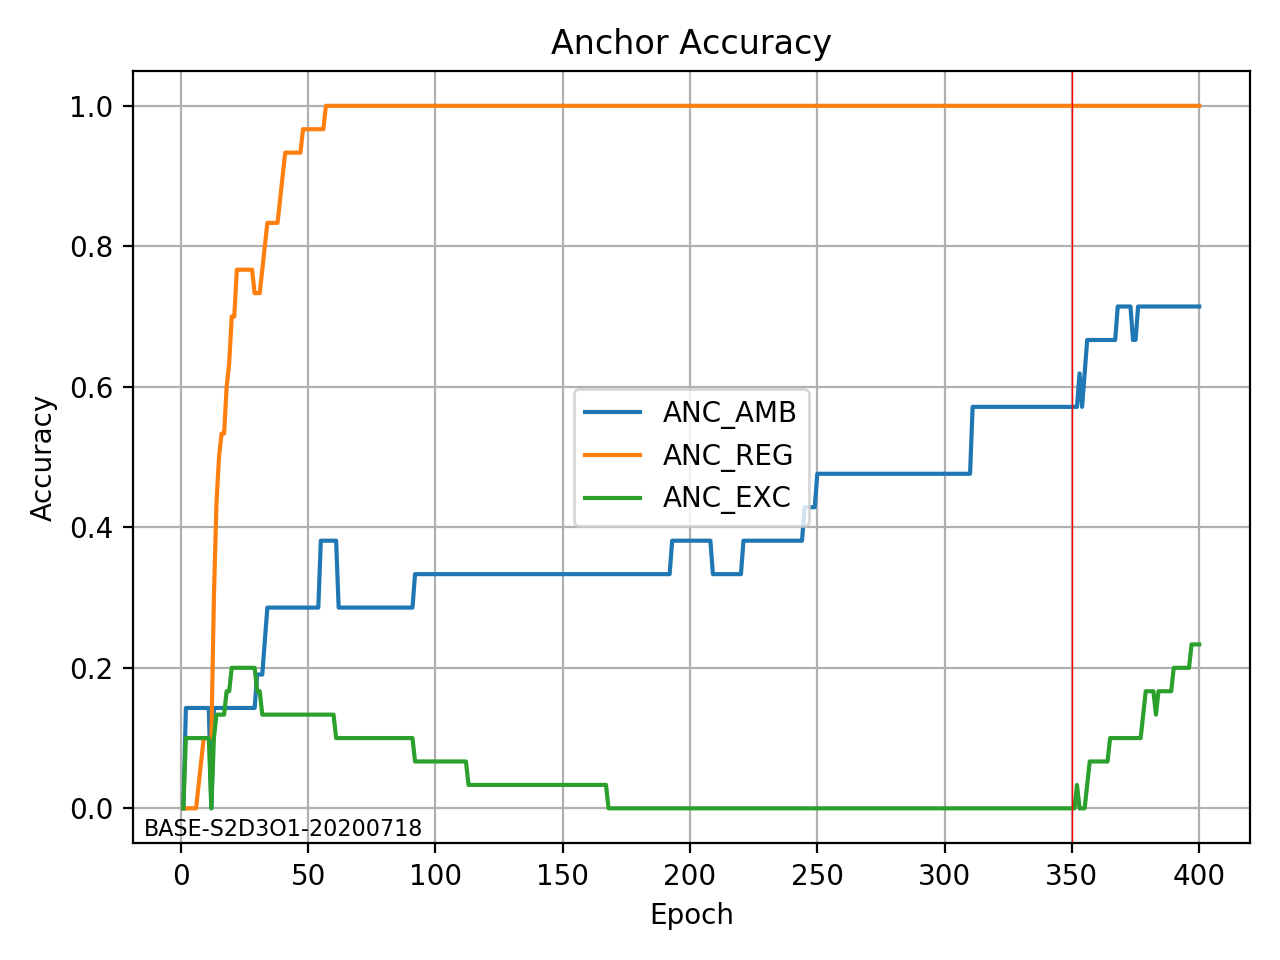 Anchor Accuracy
Accuracy
1.0
0.8
0.6
0.4
0.2
0.0
ANC_AMB
ANC_REG
ANC_EXC
BASE-S2D3O1-20200718
0 50 100 150 200 250 300 350 400
Epoch